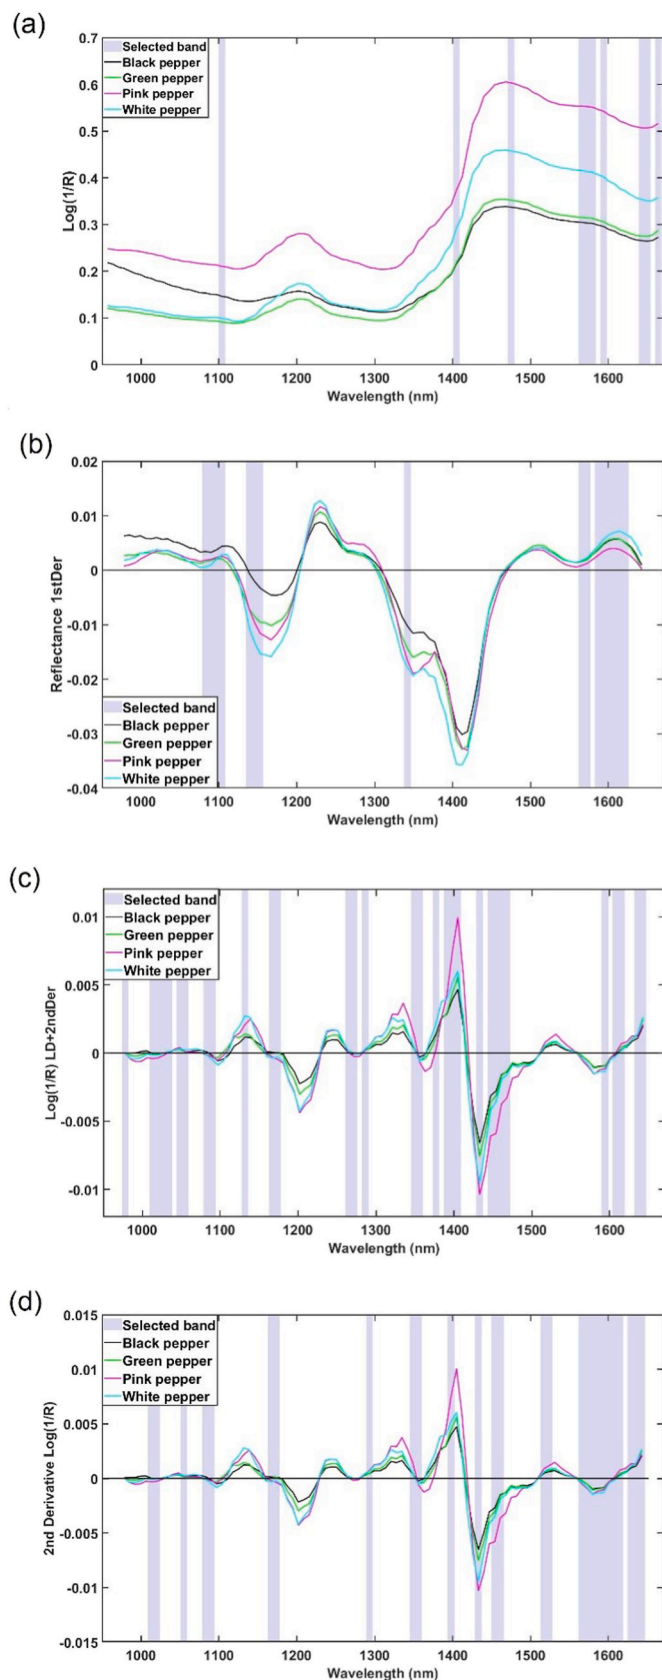 (a)
0.7
0.6
0.5
0.4
0.3
0.2
0.1
0
Log(1/R)
Selected band
Black pepper
Green pepper
Pink pepper
White pepper
1000 1100 1200 1300 1400 1500 1600
Wavelength (nm)
(b)
0.02
0.01
0
-0.01
-0.02
-0.03
-0.04
Reflectance 1stDer
Selected band
Black pepper
Green pepper
Pink pepper
White pepper
1000 1100 1200 1300 1400 1500 1600
Wavelength (nm)
(c)
0.01
0.005
0
-0.005
-0.01
Log(1/R) LD+2ndDer
Selected band
Black pepper
Green pepper
Pink pepper
White pepper
1000 1100 1200 1300 1400 1500 1600
Wavelength (nm)
(d)
0.015
0.01
0.005
0
-0.005
-0.01
-0.015
2nd Derivative Log(1/R)
Selected band
Black pepper
Green pepper
Pink pepper
White pepper
1000 1100 1200 1300 1400 1500 1600
Wavelength (nm)